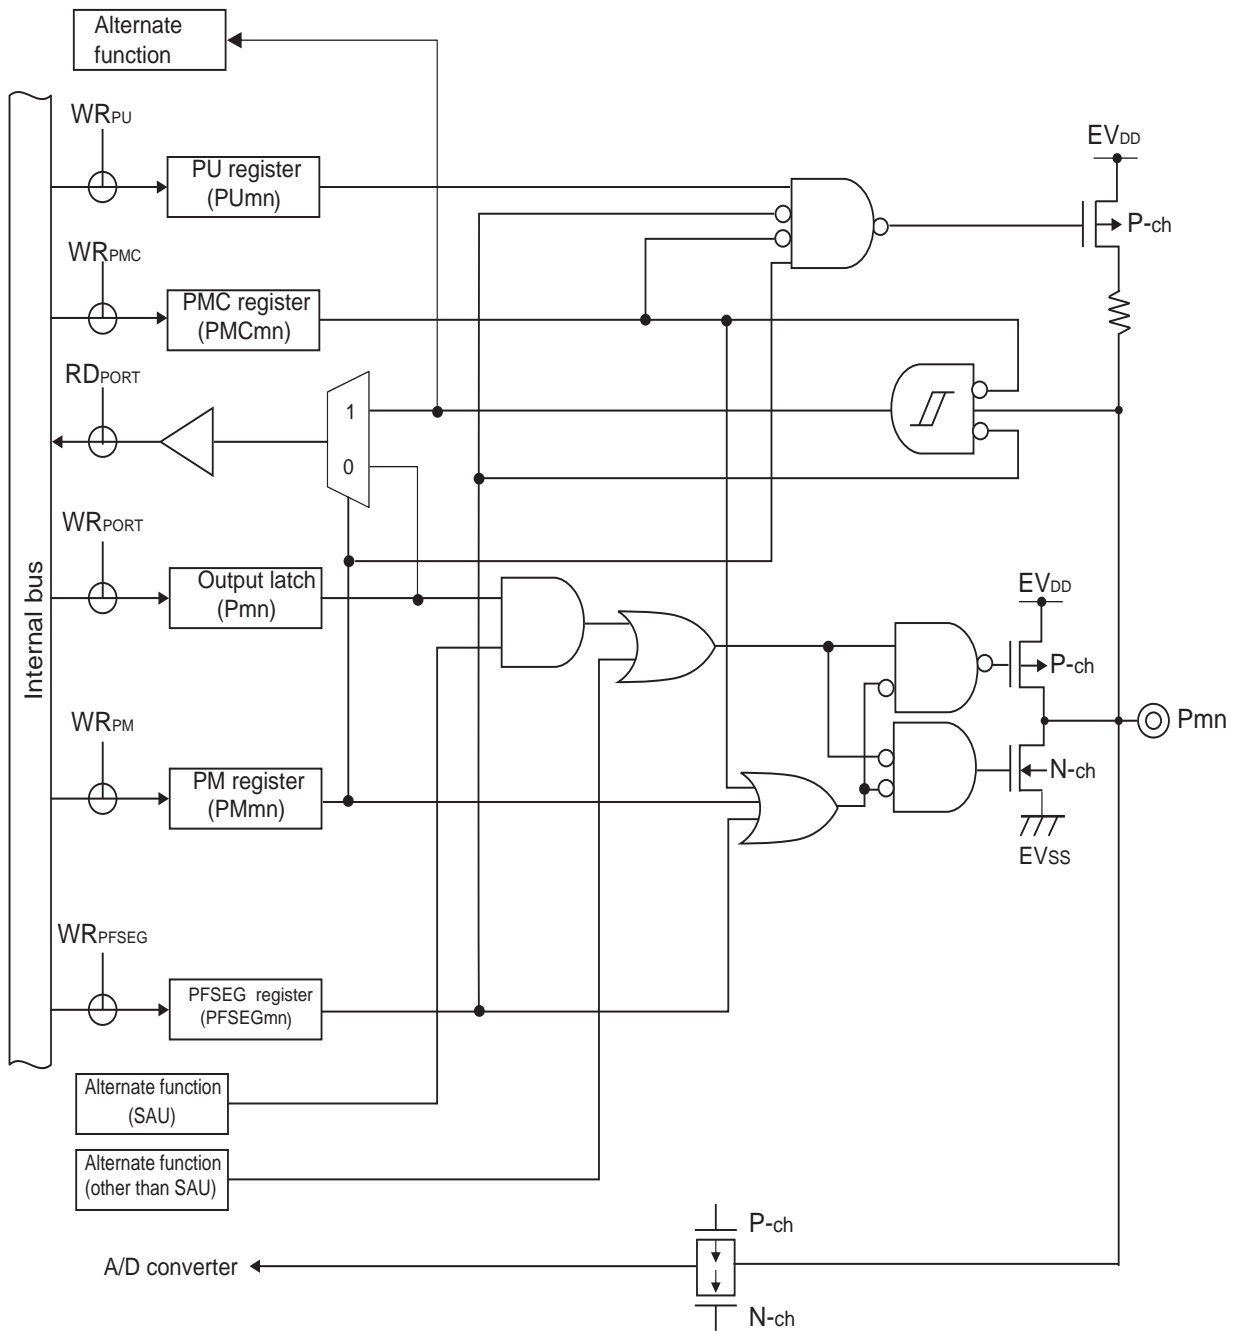 Alternate
function
WRPU
PU register
(PUmn)
EVDD
P-ch
WRPMC
PMC register
(PMCmn)
RDPORT
1
0
WRPORT
Output latch
(Pmn)
Internal bus
EVDD
P-ch
Pmn
N-ch
EVSS
WRPM
PM register
(PMmn)
WRPFSEG
PFSEG register
(PFSEGmn)
Alternate function
(SAU)
Alternate function
(other than SAU)
P-ch
A/D converter
N-ch